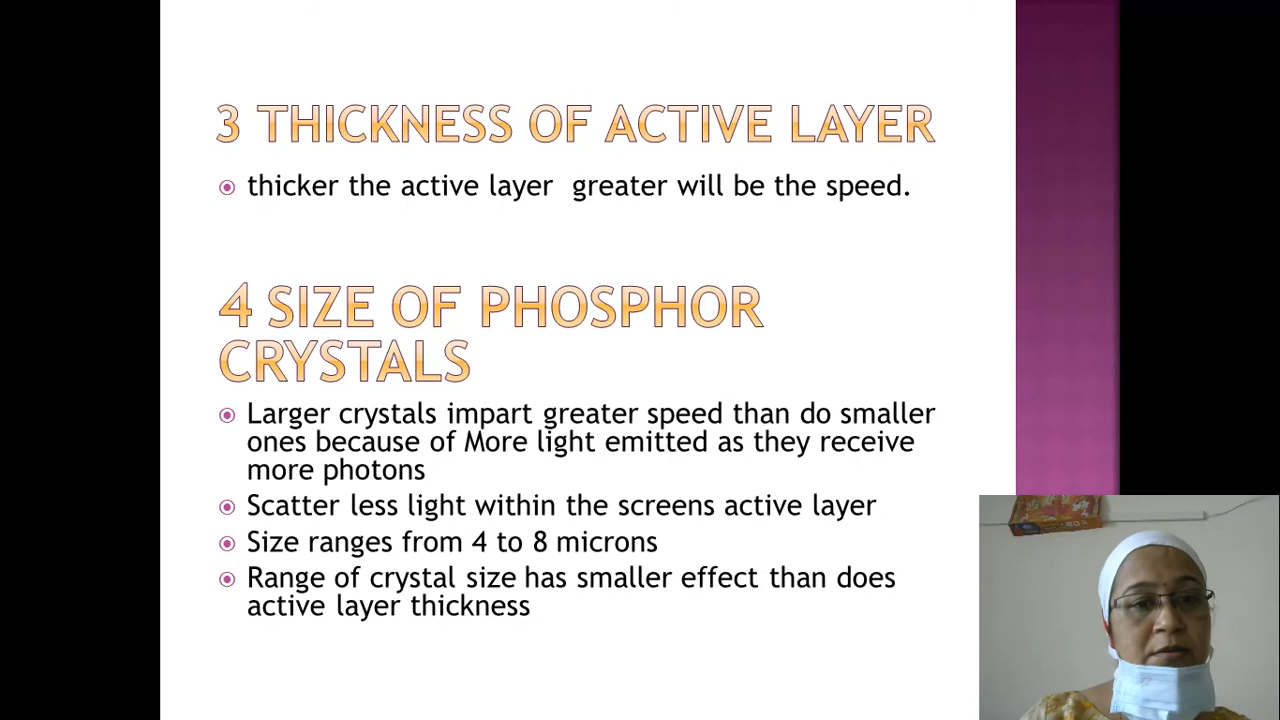 3 THICKNESS OF ACTIVE LAYER
thicker the active layer greater will be the speed.
4 SIZE OF PHOSPHOR
CRYSTALS
Larger crystals impart greater speed than do smaller
ones because of More light emitted as they receive
more photons
Scatter less light within the screens active layer
Size ranges from 4 to 8 microns
Range of crystal size has smaller effect than does
active layer thickness